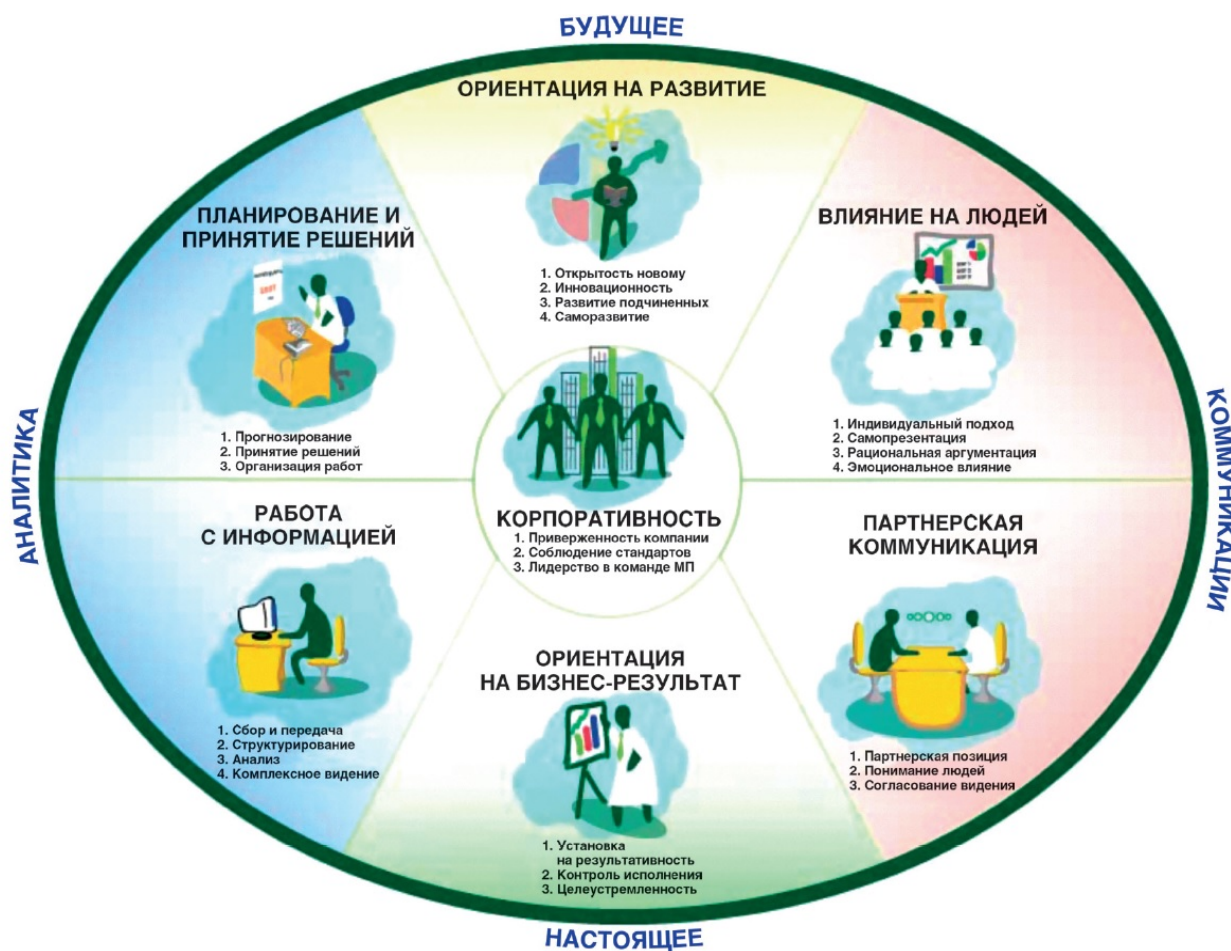 БУДУЩЕЕ
ОРИЕНТАЦИЯ НА РАЗВИТИЕ
1. Открытость новому
2. Инновационность
3. Развитие подчиненных
4. Саморазвитие
ПЛАНИРОВАНИЕ И
ПРИНЯТИЕ РЕШЕНИЙ
1. Прогнозирование
2. Принятие решений
3. Организация работ
ВЛИЯНИЕ НА ЛЮДЕЙ
1. Индивидуальный подход
2. Самопрезентация
3. Рациональная аргументация
4. Эмоциональное влияние
АНАЛИТИКА
КОММУНИКАЦИИ
КОРПОРАТИВНОСТЬ
1. Приверженность компании
2. Соблюдение стандартов
3. Лидерство в команде МП
РАБОТА
С ИНФОРМАЦИЕЙ
1. Сбор и передача
2. Структурирование
3. Анализ
4. Комплексное видение
ПАРТНЕРСКАЯ
КОММУНИКАЦИЯ
1. Партнерская позиция
2. Понимание людей
3. Согласование видения
ОРИЕНТАЦИЯ
НА БИЗНЕС-РЕЗУЛЬТАТ
1. Установка
на результативность
2. Контроль исполнения
3. Целеустремленность
НАСТОЯЩЕЕ